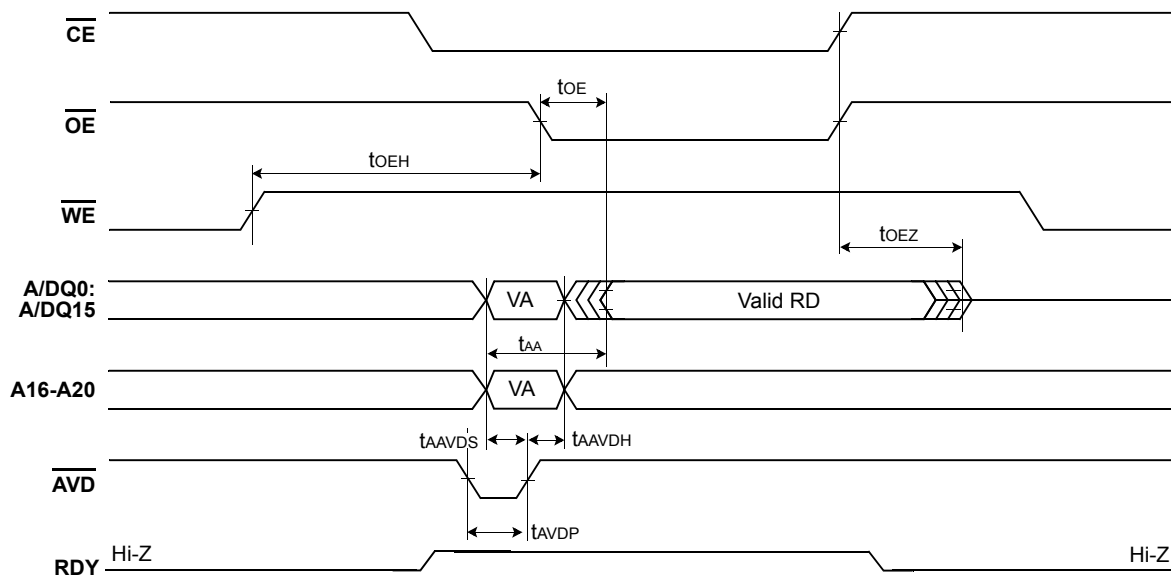 CE
tOE
OE
tOEH
WE
tOEZ
A/DQ0:
A/DQ15
VA
Valid RD
tAA
A16-A20
VA
tAAVDS
tAAVDH
AVD
tAVDP
RDY
Hi-Z
Hi-Z